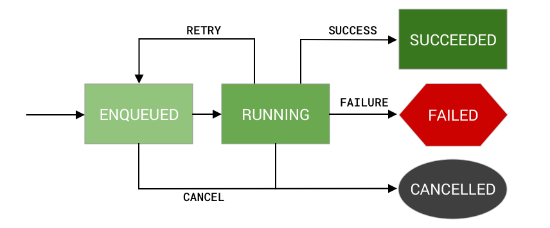 RETRY
SUCCESS
SUCCEEDED
ENQUEUED
RUNNING
FAILURE
FAILED
CANCEL
CANCELLED